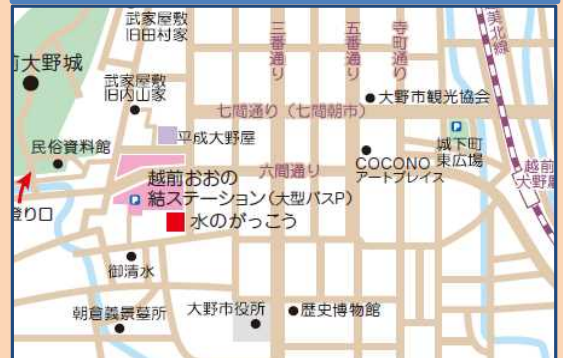 武家屋敷
旧田村家
三番通り
五番通り
寺町通り
美北線
前大野城
武家屋敷
旧内山家
七間通り（七間朝市）
大野市観光協会
平成大野屋
民俗資料館
P
城下町
東広場
六間通り
COCONO
アートプレイス
越前
大野駅
越前おおの
結ステーション(大型バスP)
P
水のがっこう
登り口
御清水
朝倉義景墓所
大野市役所
歴史博物館